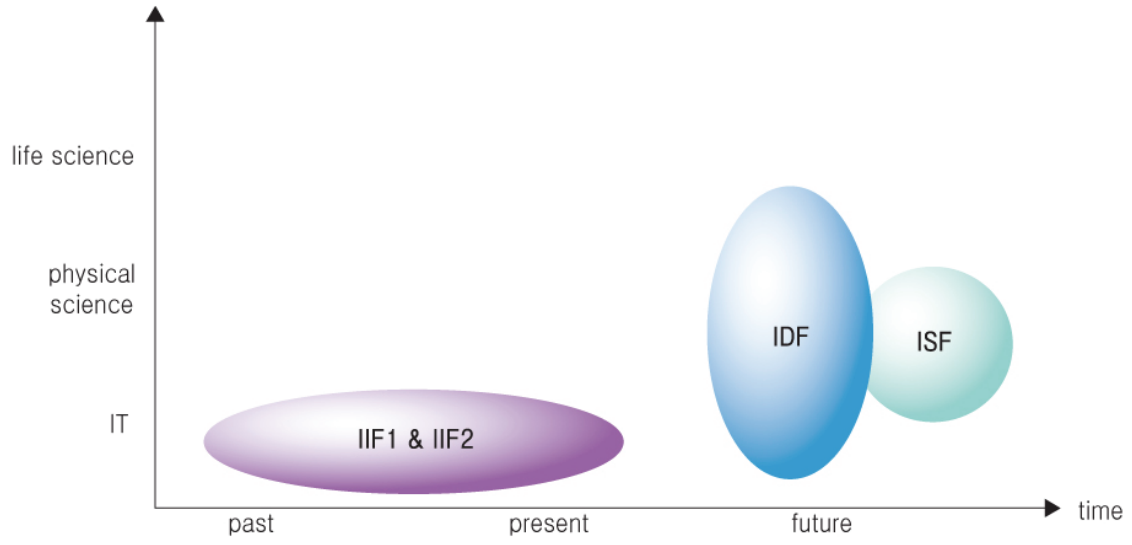 life science
physical
science
IDF
ISF
IT
IIF1 & IIF2
past
present
future
time